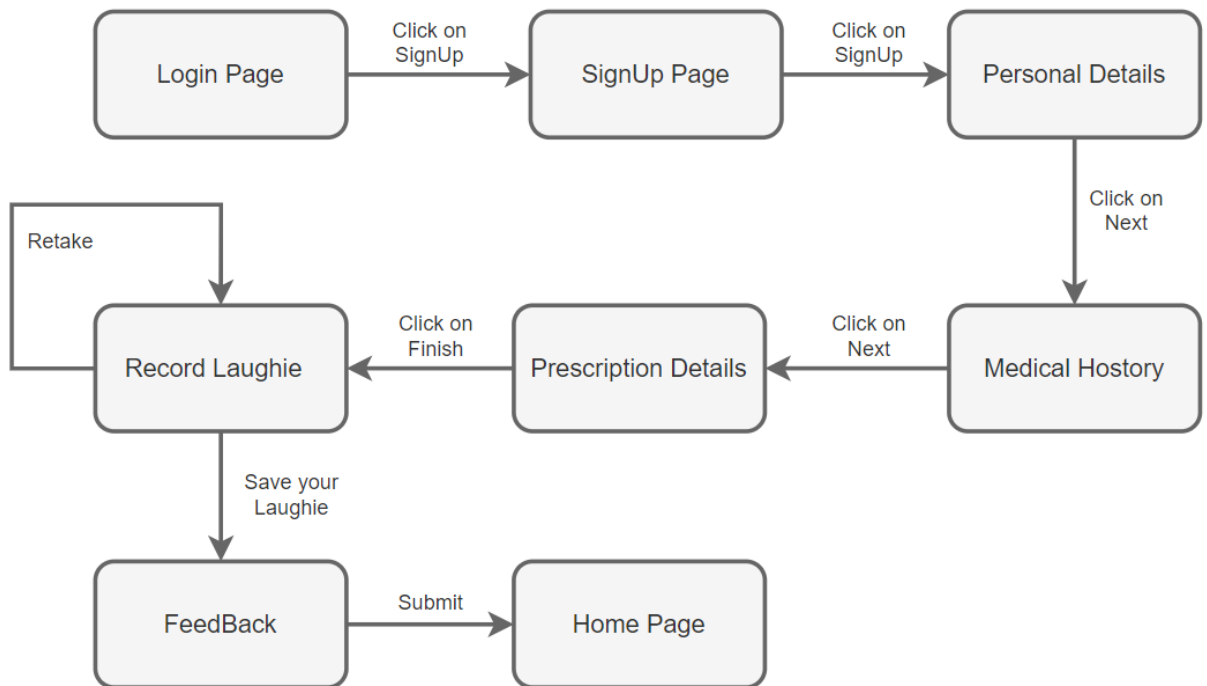 Login Page
Click on
SignUp
SignUp Page
Click on
SignUp
Personal Details
Click on
Next
Retake
Record Laughie
Click on
Finish
Prescription Details
Click on
Next
Medical Hostory
Save your
Laughie
FeedBack
Submit
Home Page